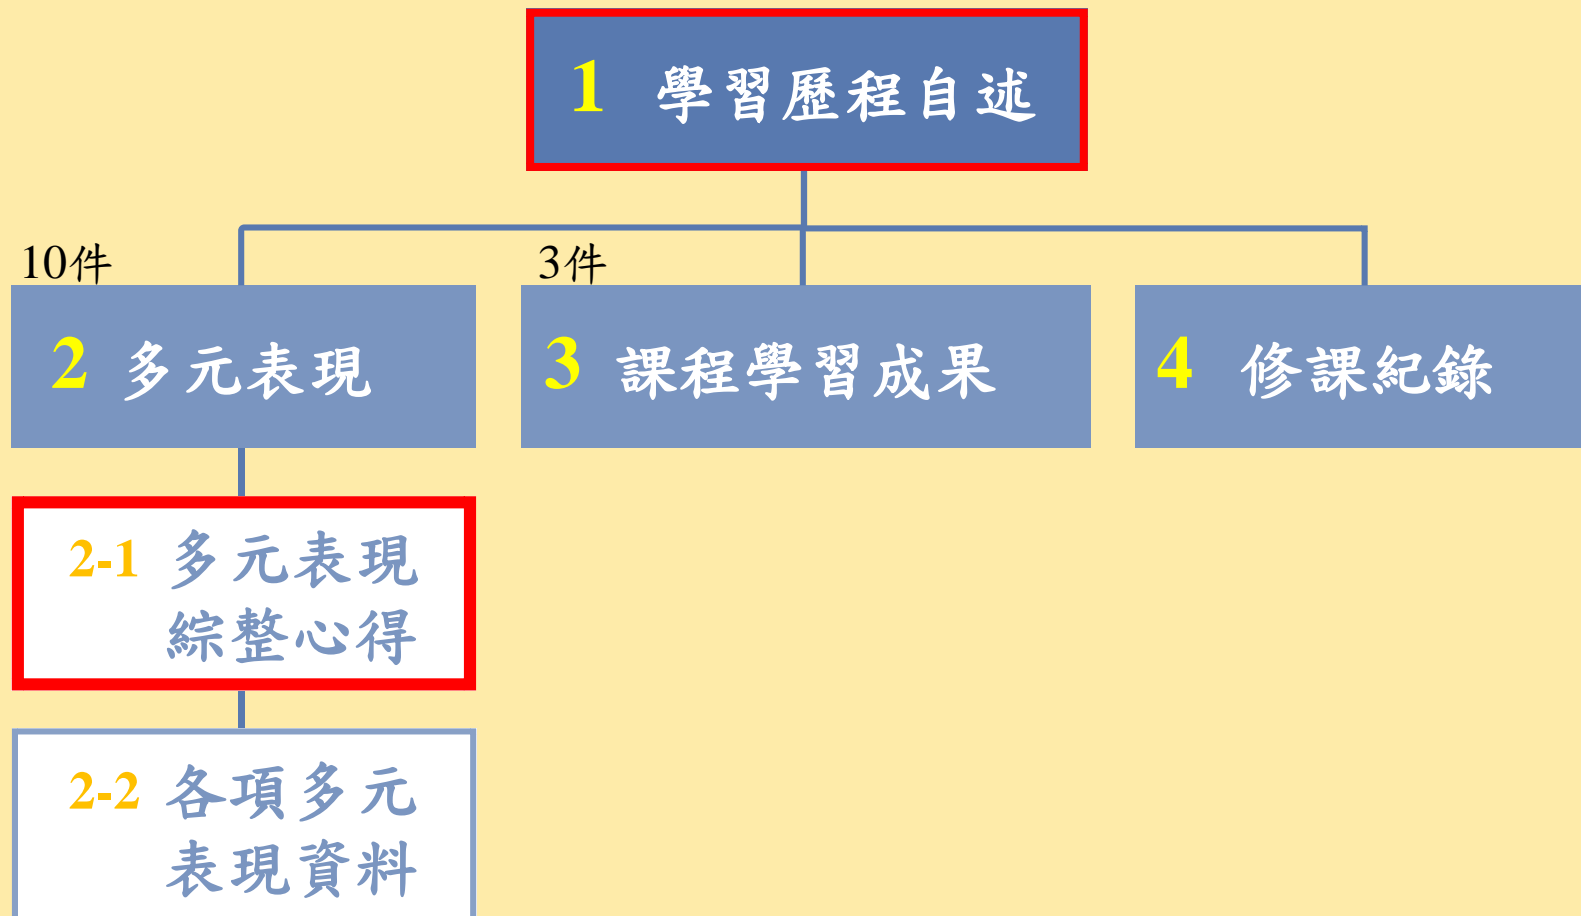 1 學習歷程自述
10件
3件
2 多元表現
3 課程學習成果
4 修課紀錄
2-1 多元表現
綜整心得
2-2 各項多元
表現資料